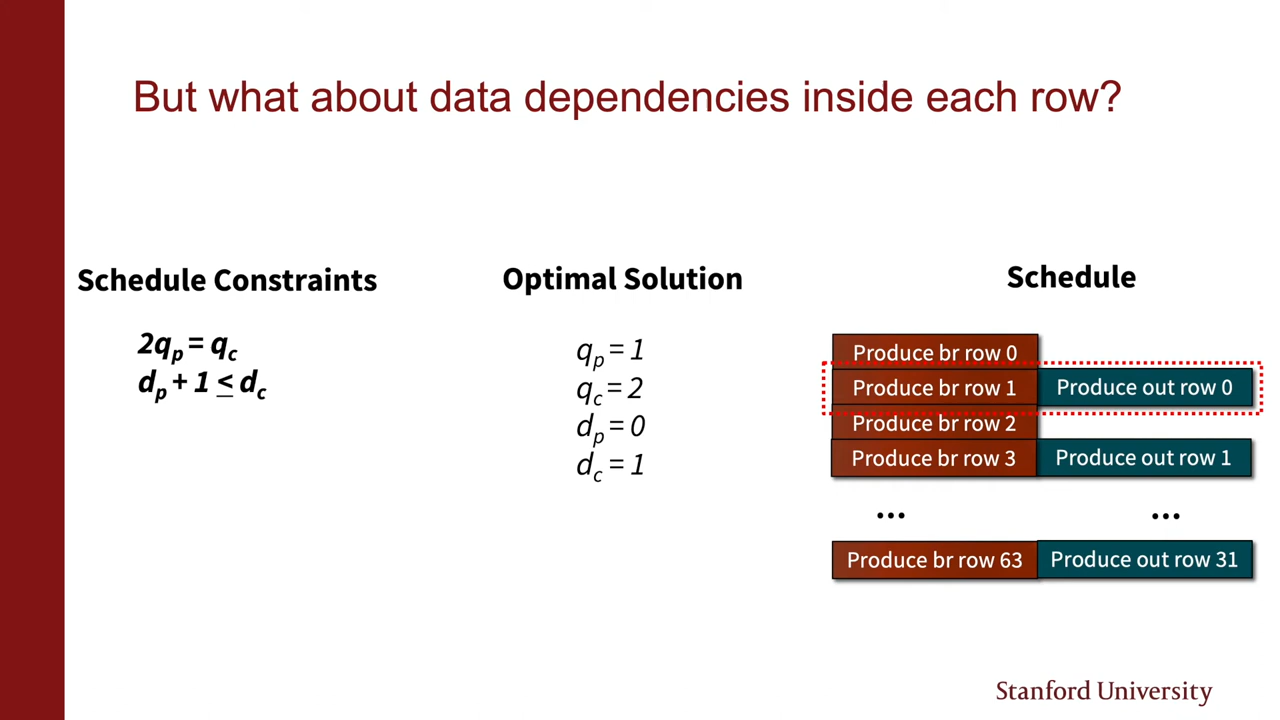 But what about data dependencies inside each row?
Schedule Constraints
2qp = qc
dp + 1 ≤ dc
Optimal Solution
qp = 1
qc = 2
dp = 0
dc = 1
Schedule
Produce br row 0
Produce br row 1 Produce out row 0
Produce br row 2
Produce br row 3 Produce out row 1
... ...
Produce br row 63 Produce out row 31
Stanford University